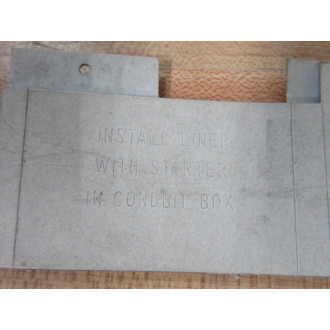 INSTALL LINER
WITH STARTER
IN CONDUIT BOX